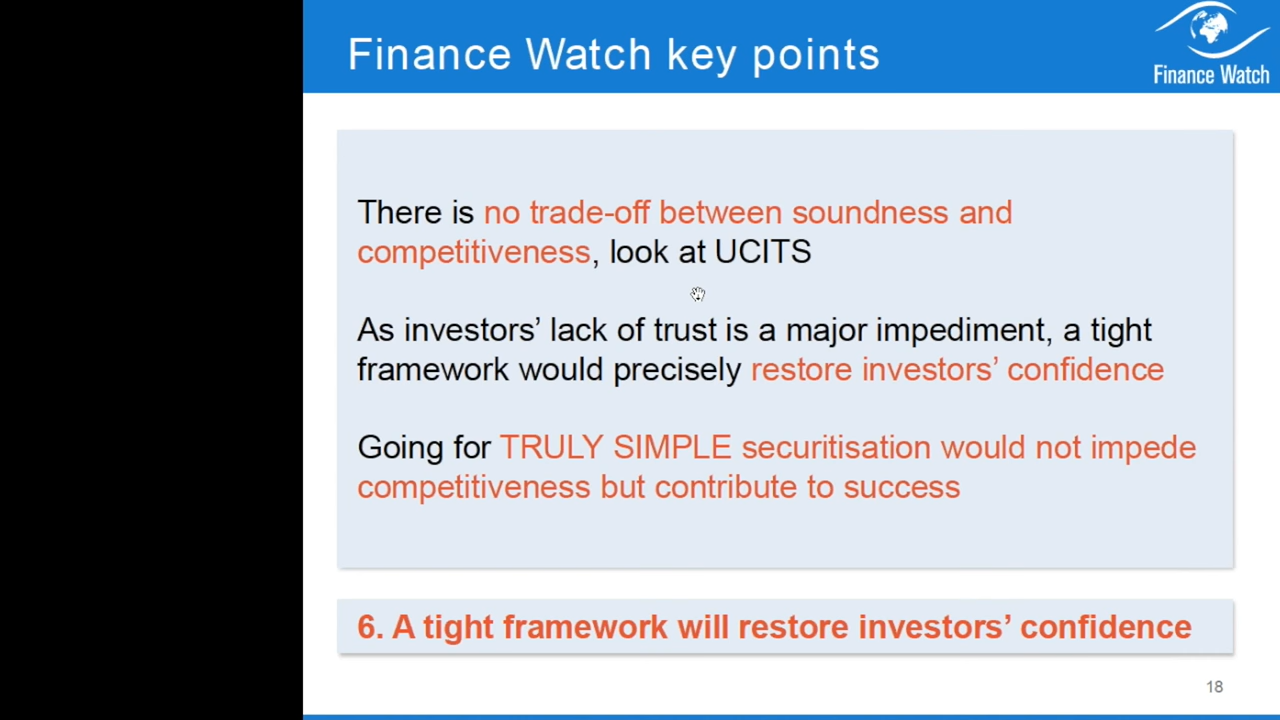 Finance Watch key points
Finance Watch
There is no trade-off between soundness and
competitiveness, look at UCITS
As investors’ lack of trust is a major impediment, a tight
framework would precisely restore investors’ confidence
Going for TRULY SIMPLE securitisation would not impede
competitiveness but contribute to success
6. A tight framework will restore investors’ confidence
18